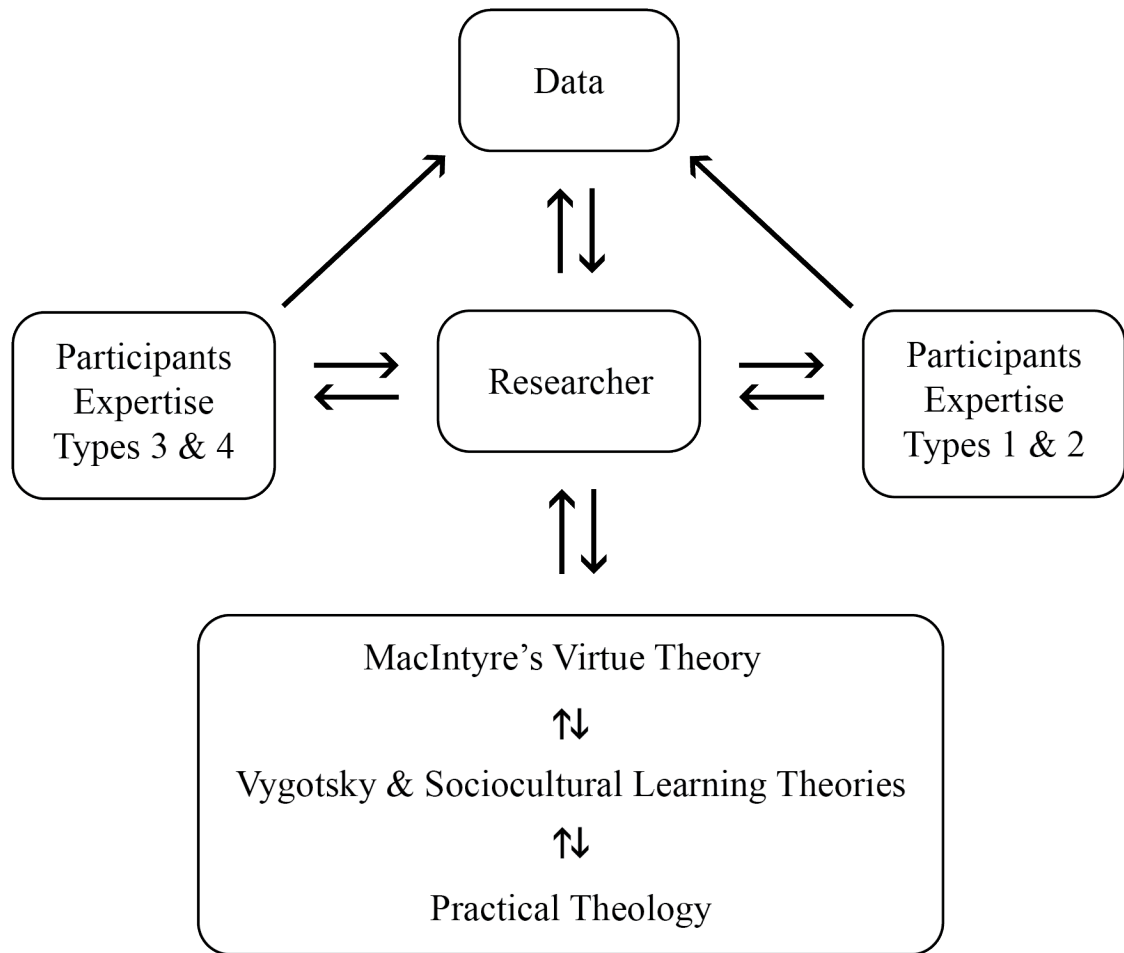 Data
Participants
Expertise
Types 3 & 4
Researcher
Participants
Expertise
Types 1 & 2
MacIntyre’s Virtue Theory
Vygotsky & Sociocultural Learning Theories
Practical Theology